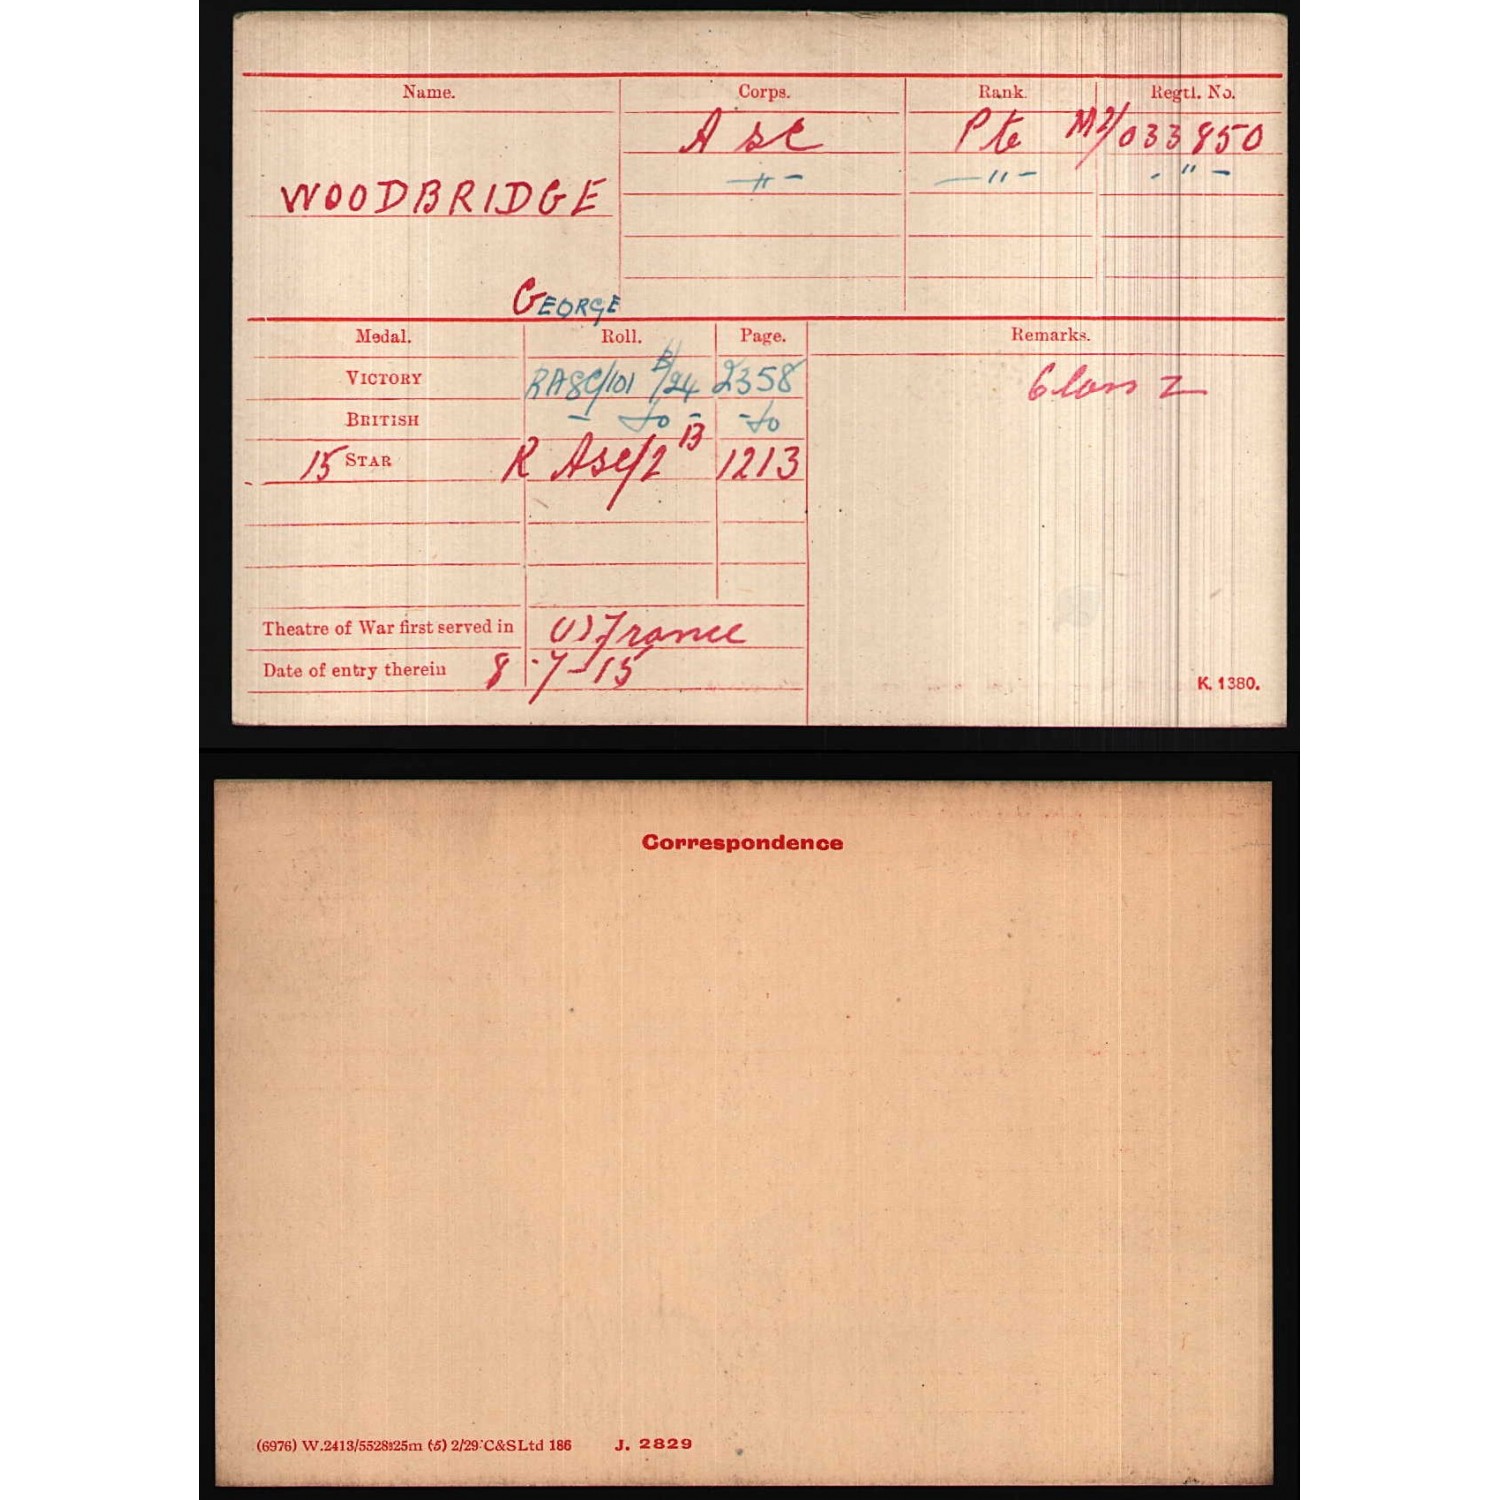 Name. Corps. Rank. Regtl. No.
A S C Pte M2/033850
-"- -"- -"-
WOODBRIDGE
GEORGE
Medal. Roll. Page. Remarks.
VICTORY RASC/101 B/24 2358 Class Z
BRITISH - do - - do
15 STAR R ASC/2 B 1213
Theatre of War first served in (1) France
Date of entry therein 8-7-15
K. 1380.
Correspondence
(6976) W.2413/5528 25m (5) 2/29 C&S Ltd 186 J. 2829